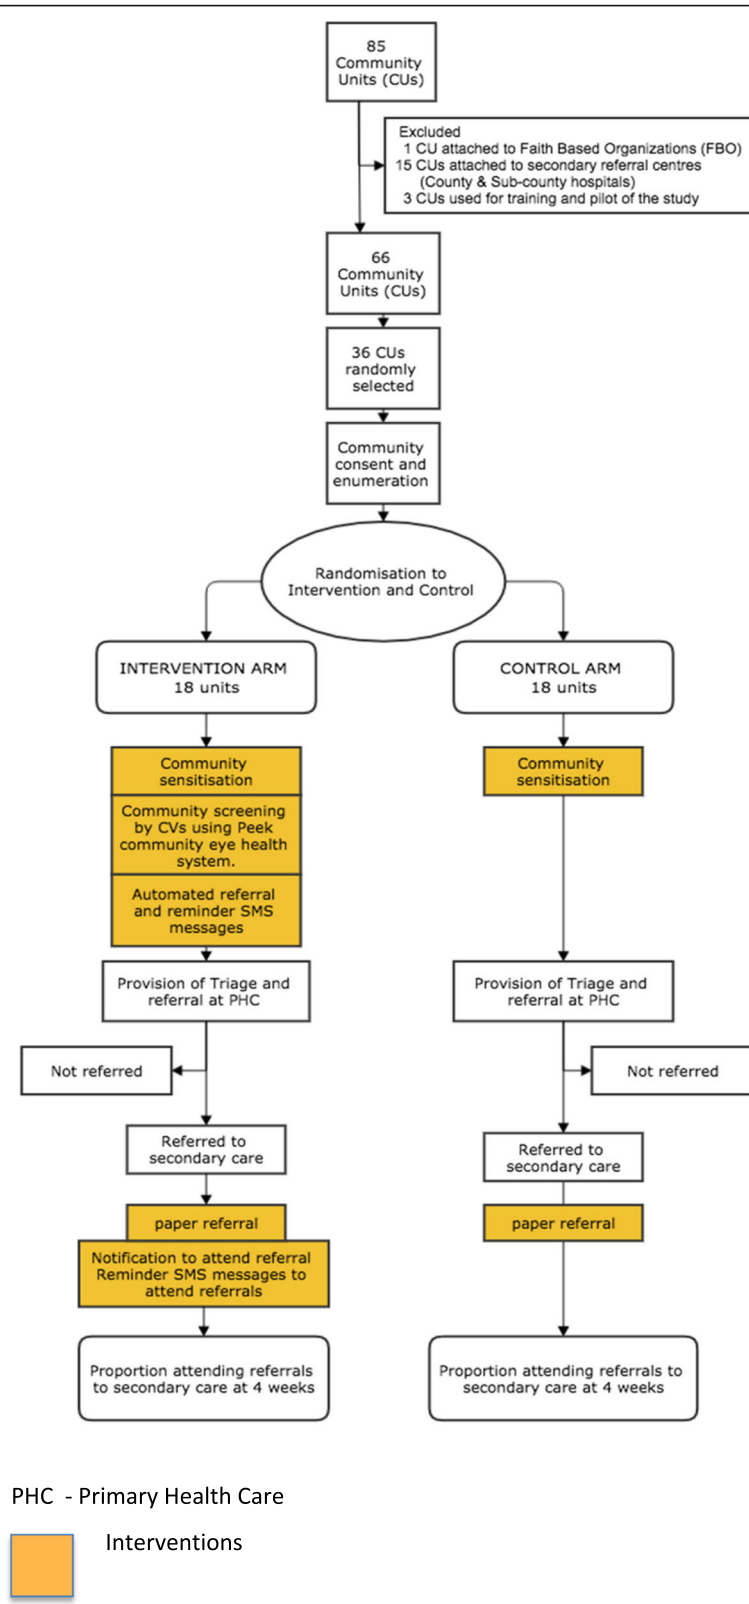 85
Community
Units (CUs)
Excluded
1 CU attached to Faith Based Organizations (FBO)
15 CUs attached to secondary referral centres
(County & Sub-county hospitals)
3 CUs used for training and pilot of the study
66
Community
Units (CUs)
36 CUs
randomly
selected
Community
consent and
enumeration
Randomisation to
Intervention and Control
INTERVENTION ARM
18 units
CONTROL ARM
18 units
Community
sensitisation
Community
sensitisation
Community screening
by CVs using Peek
community eye health
system.
Automated referral
and reminder SMS
messages
Provision of Triage and
referral at PHC
Provision of Triage and
referral at PHC
Not referred
Not referred
Referred to
secondary care
Referred to
secondary care
paper referral
paper referral
Notification to attend referral
Reminder SMS messages to
attend referrals
Proportion attending referrals
to secondary care at 4 weeks
Proportion attending referrals to
secondary care at 4 weeks
PHC - Primary Health Care
Interventions